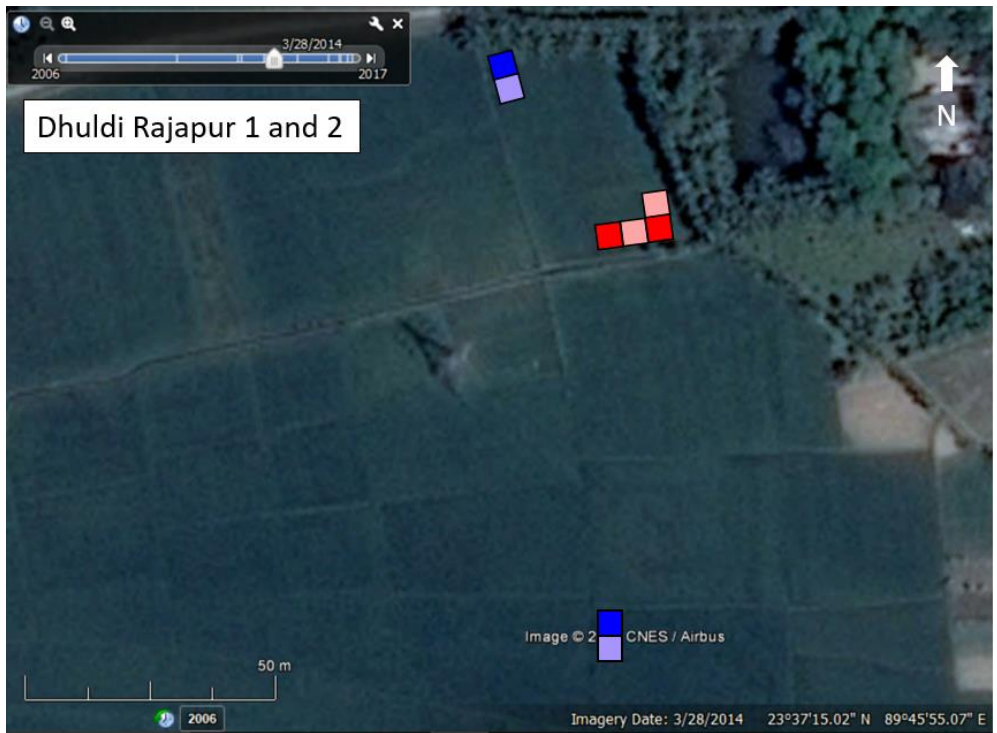 3/28/2014
2006
2017
Dhuldi Rajapur 1 and 2
N
Image © 2 CNES / Airbus
50 m
2006
Imagery Date: 3/28/2014 23°37'15.02" N 89°45'55.07" E